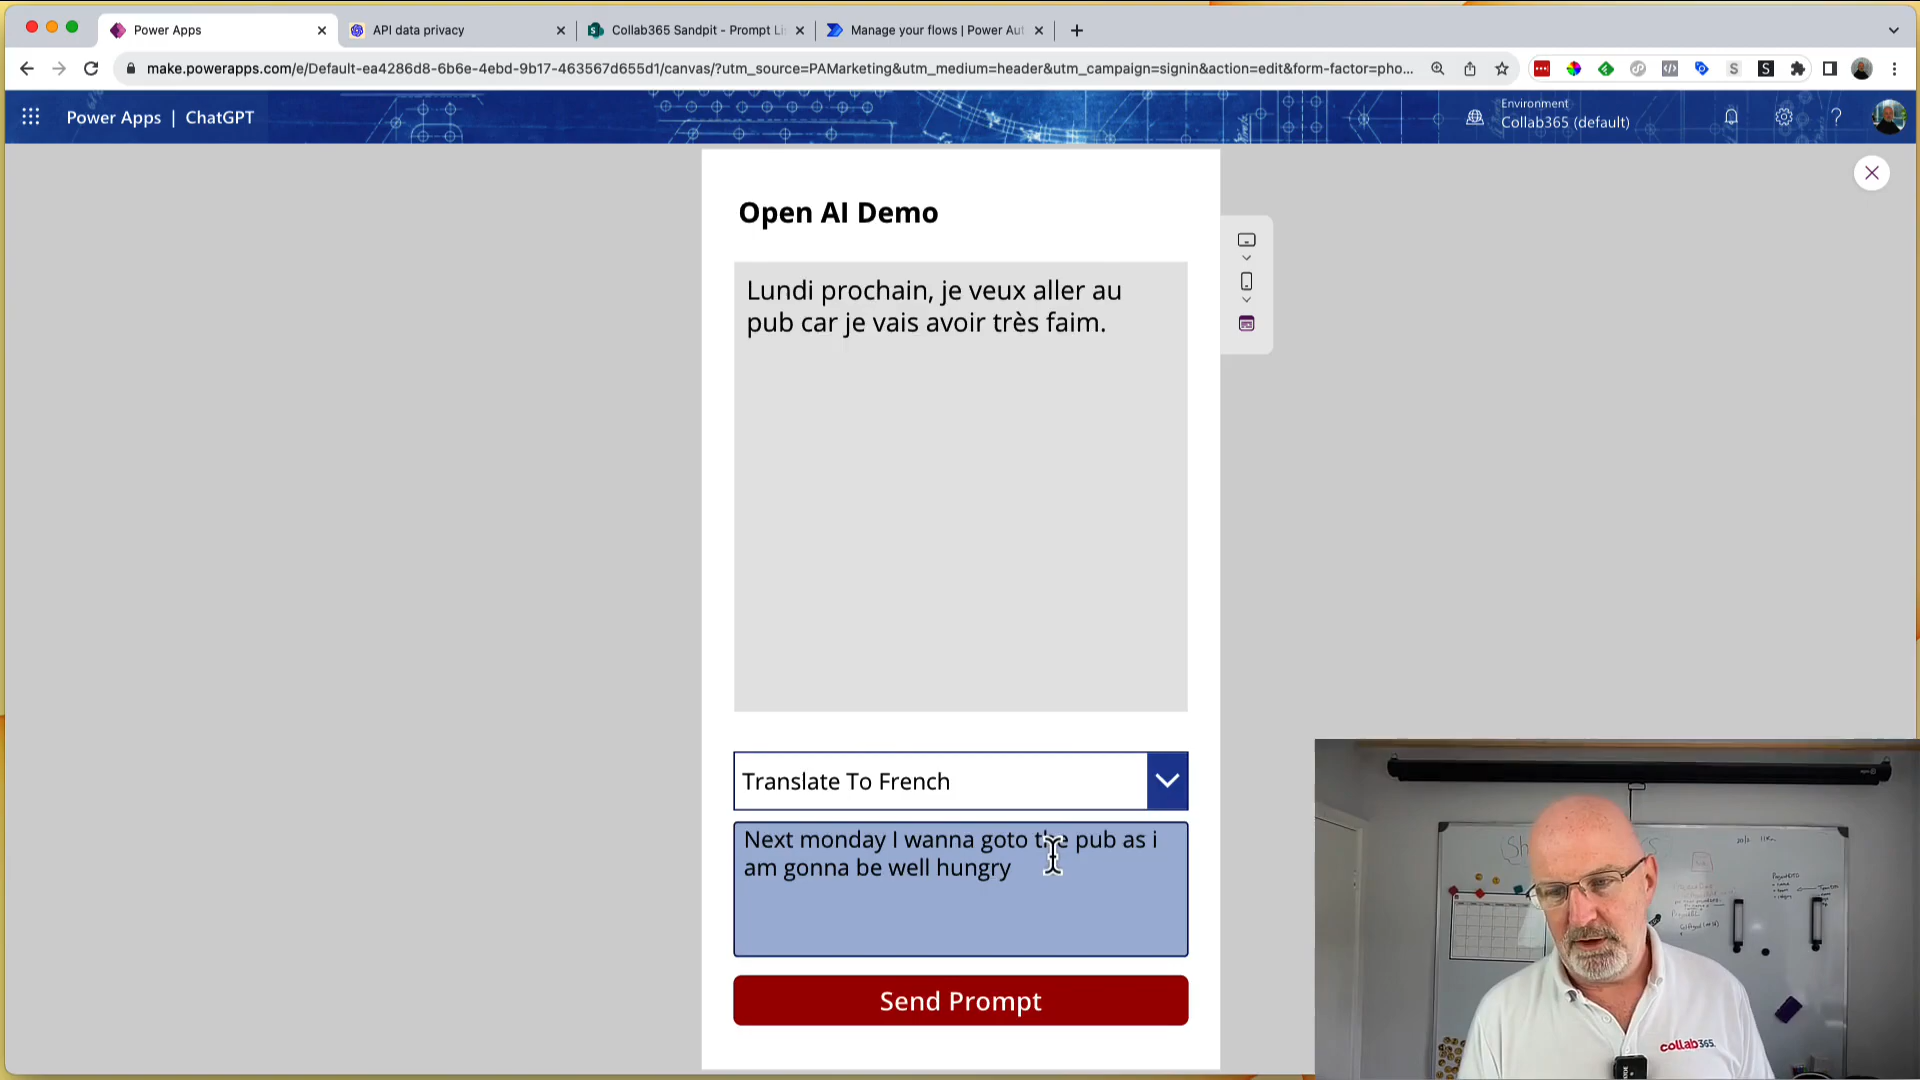 Power Apps
API data privacy
Collab365 Sandpit - Prompt Li
Manage your flows | Power Aut
make.powerapps.com/e/Default-ea4286d8-6b6e-4ebd-9b17-463567d655d1/canvas/?utm_source=PAMarketing&utm_medium=header&utm_campaign=signin&action=edit&form-factor=pho...
Power Apps | ChatGPT
Environment
Collab365 (default)
Open AI Demo
Lundi prochain, je veux aller au
pub car je vais avoir très faim.
Translate To French
Next monday I wanna goto the pub as i
am gonna be well hungry
Send Prompt
collab365.